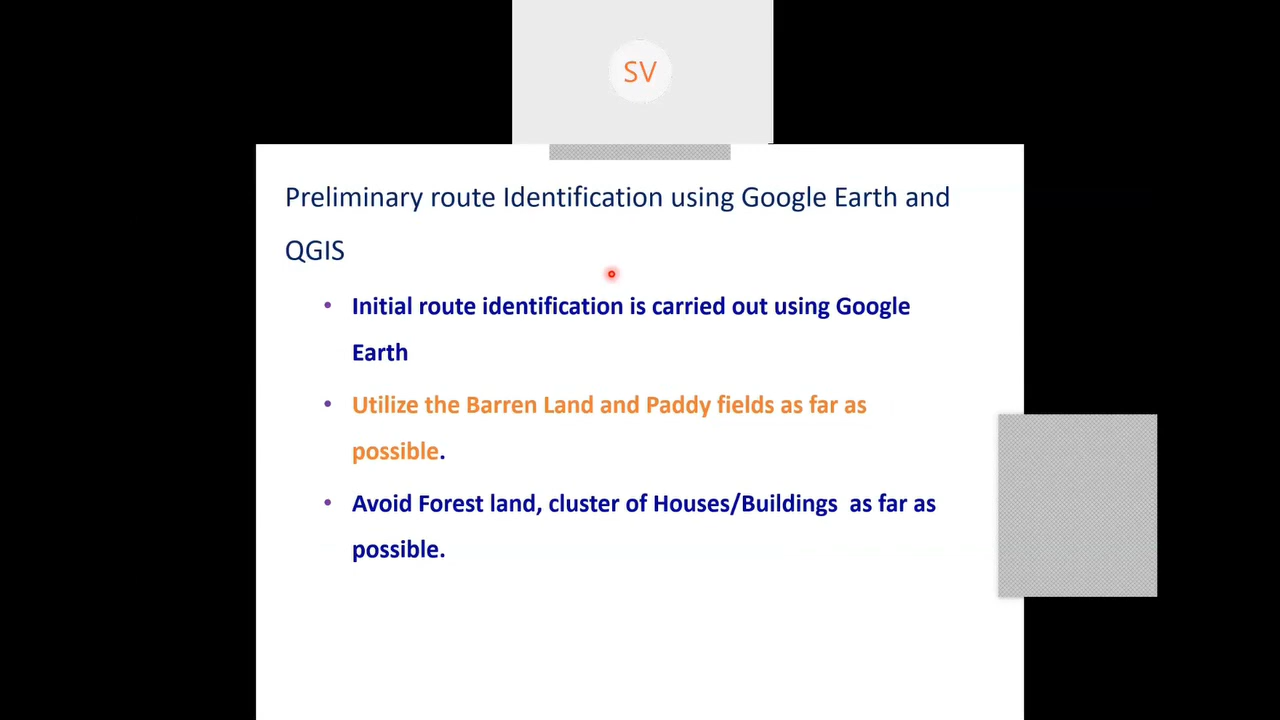 SV
Preliminary route Identification using Google Earth and
QGIS
• Initial route identification is carried out using Google
Earth
• Utilize the Barren Land and Paddy fields as far as
possible.
• Avoid Forest land, cluster of Houses/Buildings  as far as
possible.